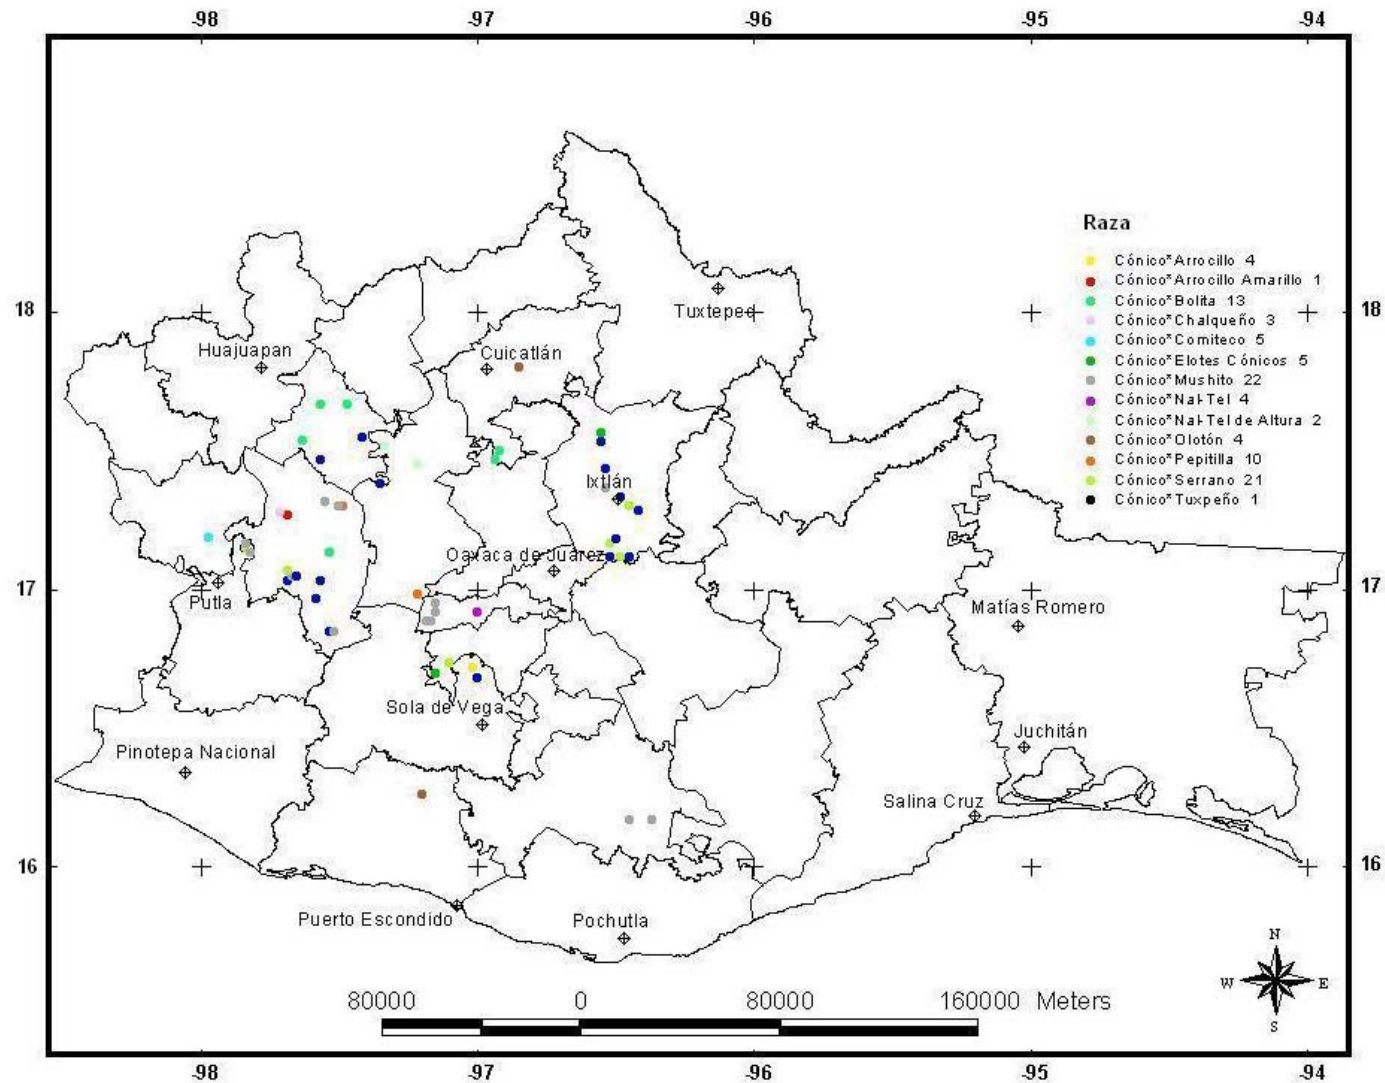 -98 -97 -96 -95 -94
Raza
Cónico*Arrocillo 4
Cónico*Arrocillo Amarillo 1
Cónico*Bolita 13
Cónico*Chalqueño 3
Cónico*Comiteco 5
Cónico*Elotes Cónicos 5
Cónico*Mushito 22
Cónico*Nal-Tel 4
Cónico*Nal-Tel de Altura 2
Cónico*Olotón 4
Cónico*Pepitilla 10
Cónico*Serrano 21
Cónico*Tuxpeño 1
18 18
Tuxtepec
Huajuapan
Cuicatlán
Ixtlán
Oaxaca de Juárez
17 17
Putla
Matías Romero
Sola de Vega
Juchitán
Pinotepa Nacional
Salina Cruz
16 16
Puerto Escondido
Pochutla
N
W E
S
80000 0 80000 160000 Meters
-98 -97 -96 -95 -94